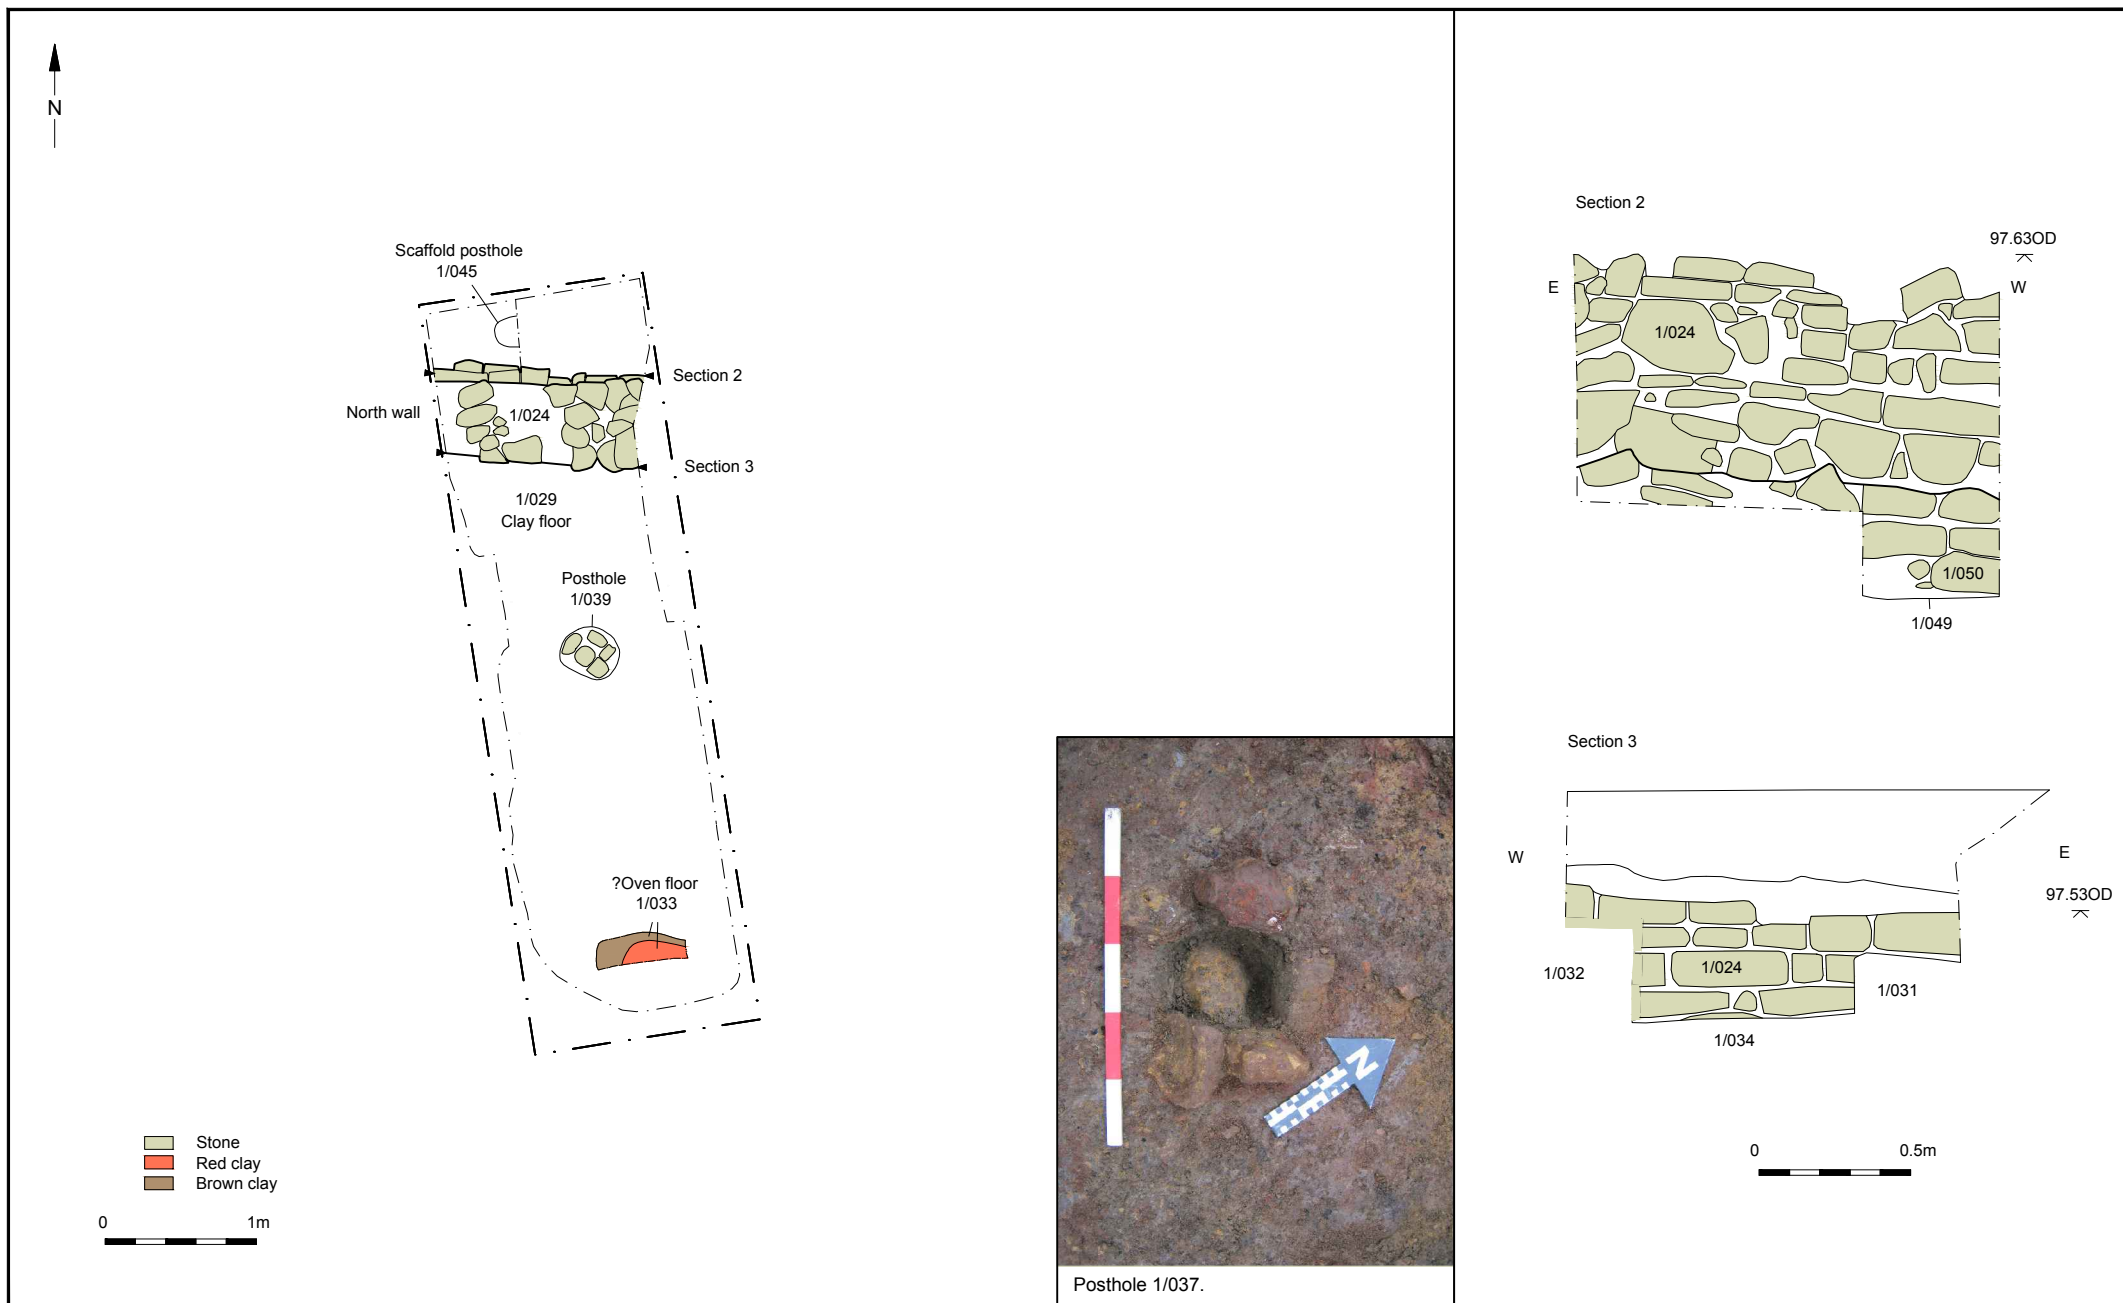 N
Scaffold posthole
1/045
Section 2
North wall
1/024
Section 3
1/029
Clay floor
Posthole
1/039
?Oven floor
1/033
Stone
Red clay
Brown clay
0 1m
N
Posthole 1/037.
Section 2
97.63OD
E W
1/024
1/050
1/049
Section 3
W E
97.53OD
1/032
1/024
1/031
1/034
0 0.5m